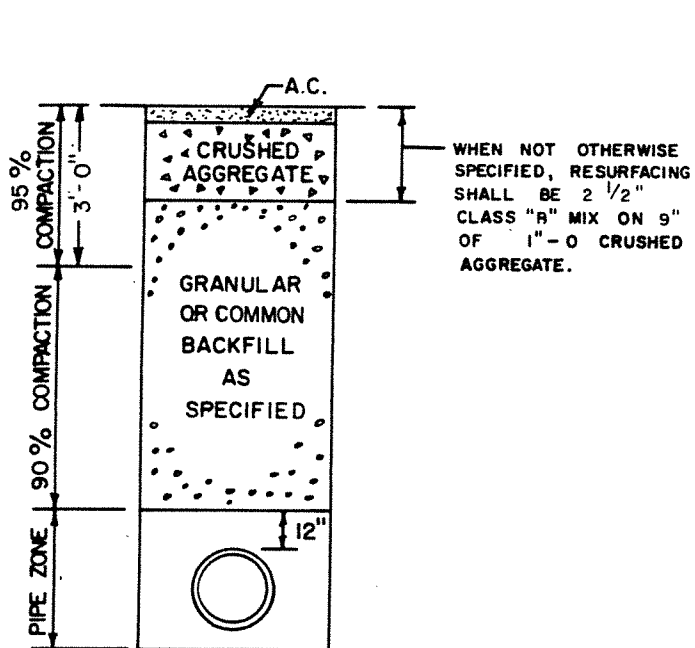 A.C.
95 %
COMPACTION
3'-0"
CRUSHED
AGGREGATE
WHEN NOT OTHERWISE
SPECIFIED, RESURFACING
SHALL BE 2 1/2"
CLASS "B" MIX ON 9"
OF 1"-0 CRUSHED
AGGREGATE.
90 % COMPACTION
GRANULAR
OR COMMON
BACKFILL
AS
SPECIFIED
12"
PIPE ZONE